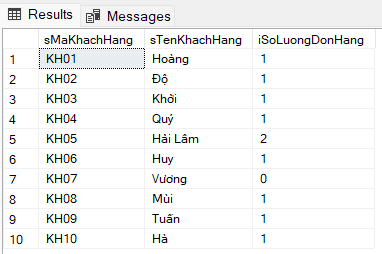 Results Messages
sMaKhachHang sTenKhachHang iSoLuongDonHang
1 KH01 Hoàng 1
2 KH02 Độ 1
3 KH03 Khởi 1
4 KH04 Quý 1
5 KH05 Hải Lâm 2
6 KH06 Huy 1
7 KH07 Vương 0
8 KH08 Mùi 1
9 KH09 Tuấn 1
10 KH10 Hà 1